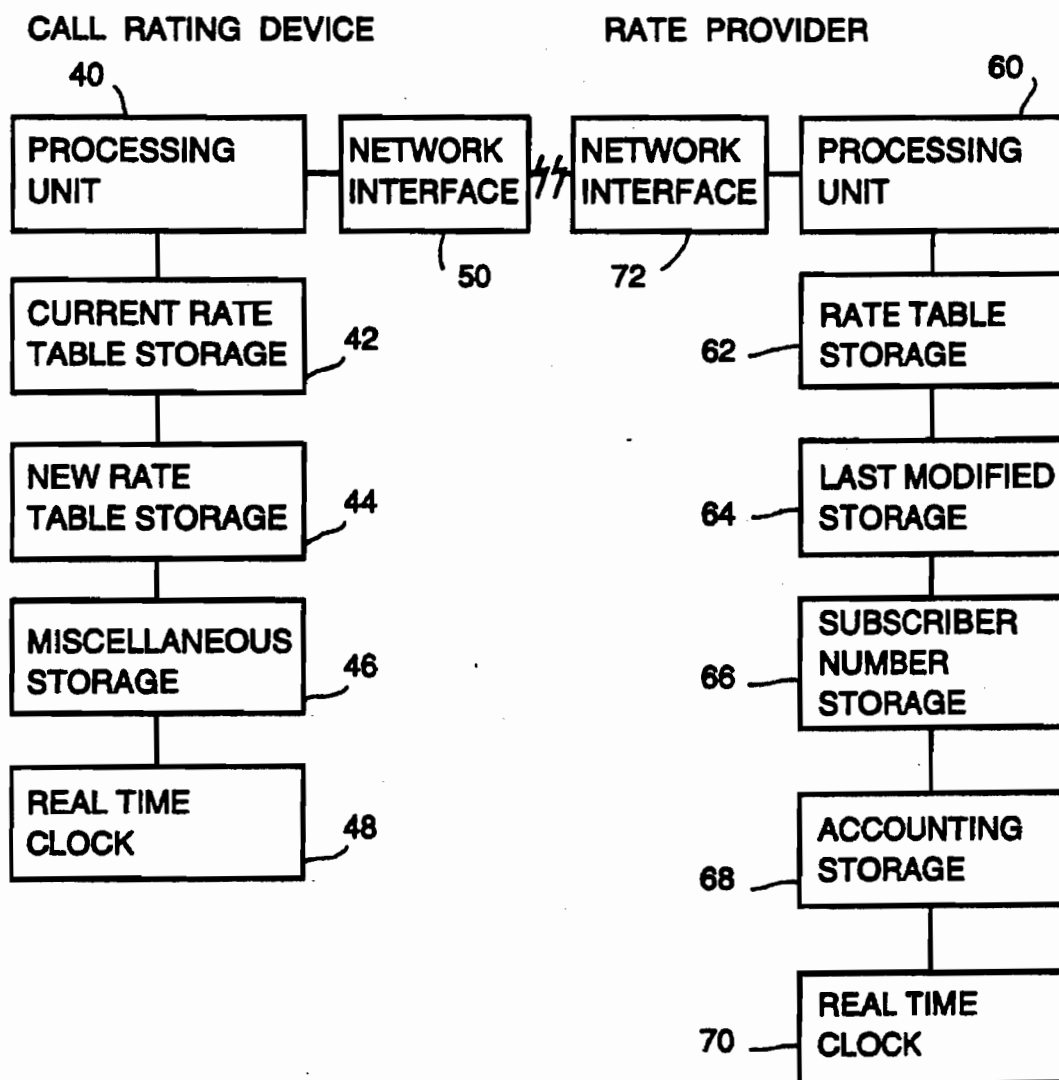 CALL RATING DEVICE
RATE PROVIDER
40
60
PROCESSING
UNIT
NETWORK
INTERFACE
NETWORK
INTERFACE
PROCESSING
UNIT
50
72
CURRENT RATE
TABLE STORAGE
42
62
RATE TABLE
STORAGE
NEW RATE
TABLE STORAGE
44
64
LAST MODIFIED
STORAGE
MISCELLANEOUS
STORAGE
46
66
SUBSCRIBER
NUMBER
STORAGE
REAL TIME
CLOCK
48
68
ACCOUNTING
STORAGE
70
REAL TIME
CLOCK